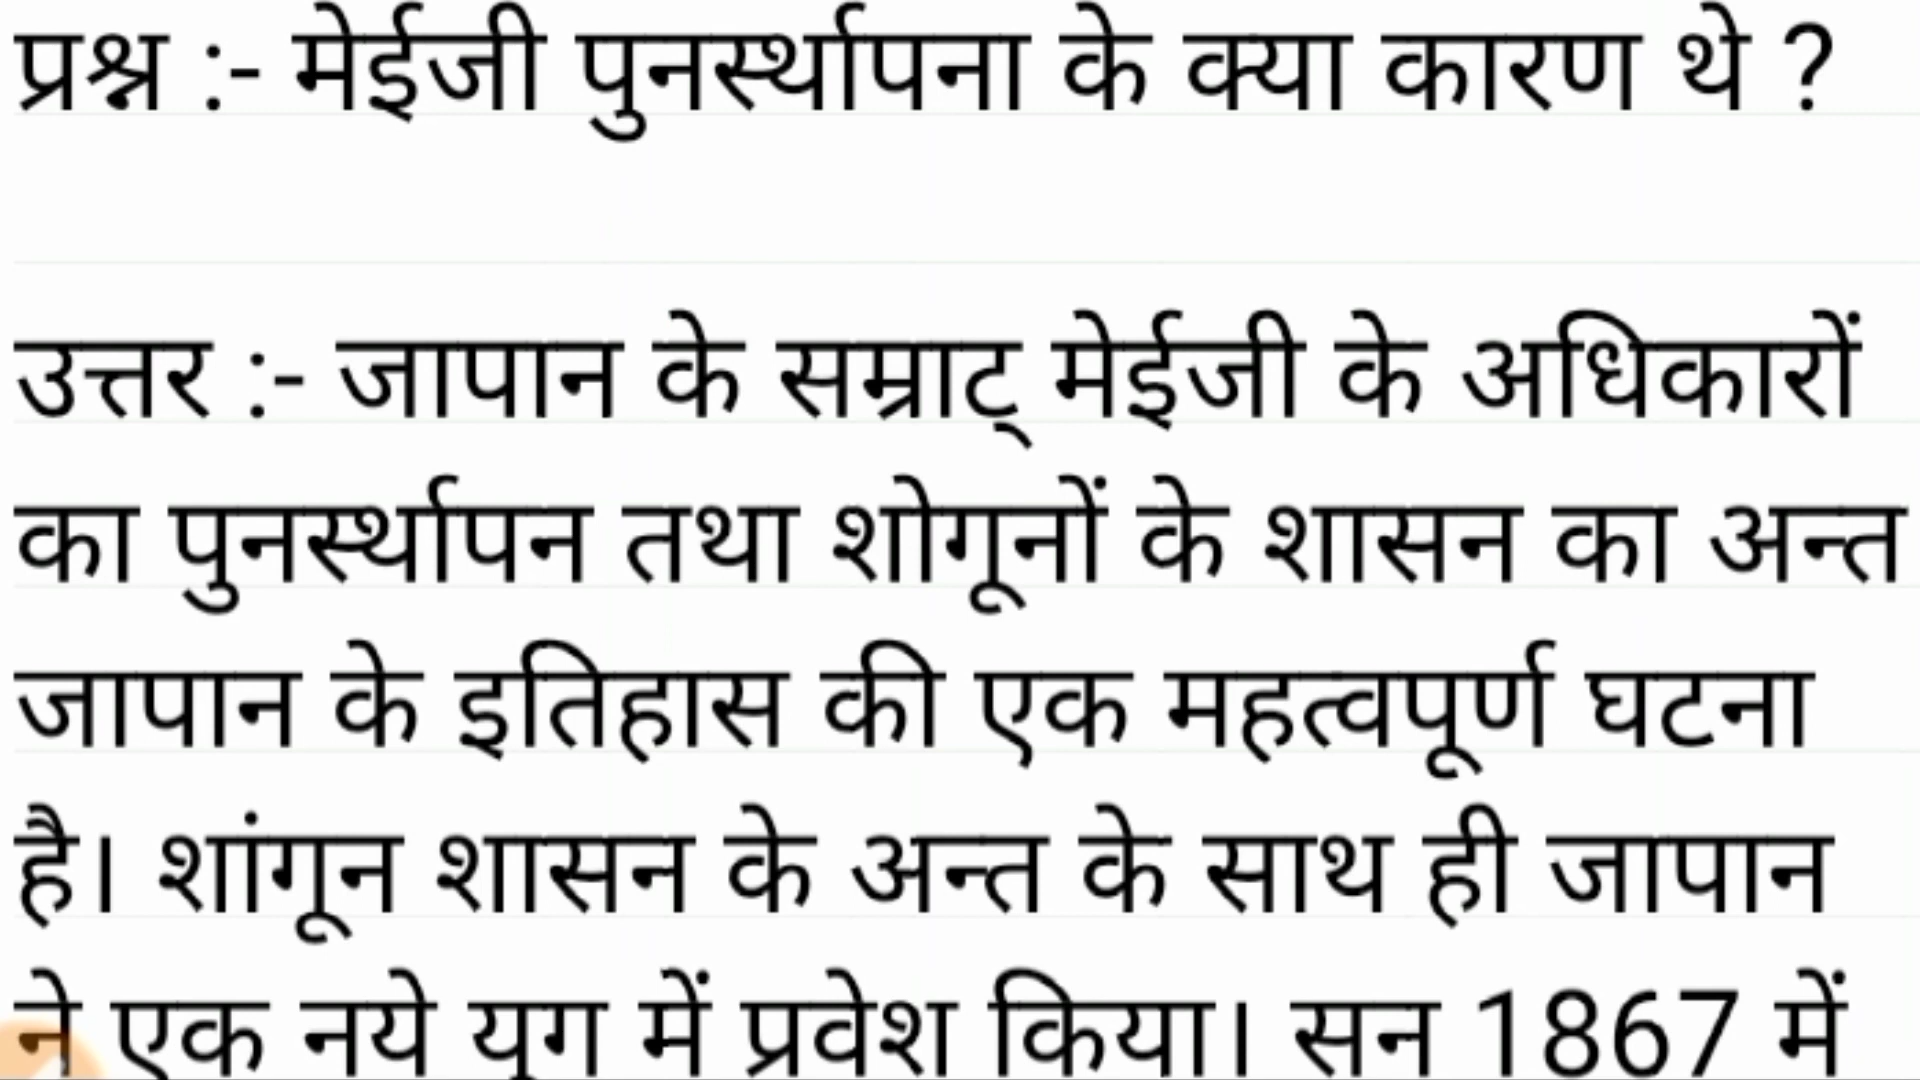 प्रश्न :- मेईजी पुनर्स्थापना के क्या कारण थे ?
उत्तर :- जापान के सम्राट् मेईजी के अधिकारों
का पुनर्स्थापन तथा शोगूनों के शासन का अन्त
जापान के इतिहास की एक महत्वपूर्ण घटना
है। शांगून शासन के अन्त के साथ ही जापान
ने एक नये युग में प्रवेश किया। सन 1867 में